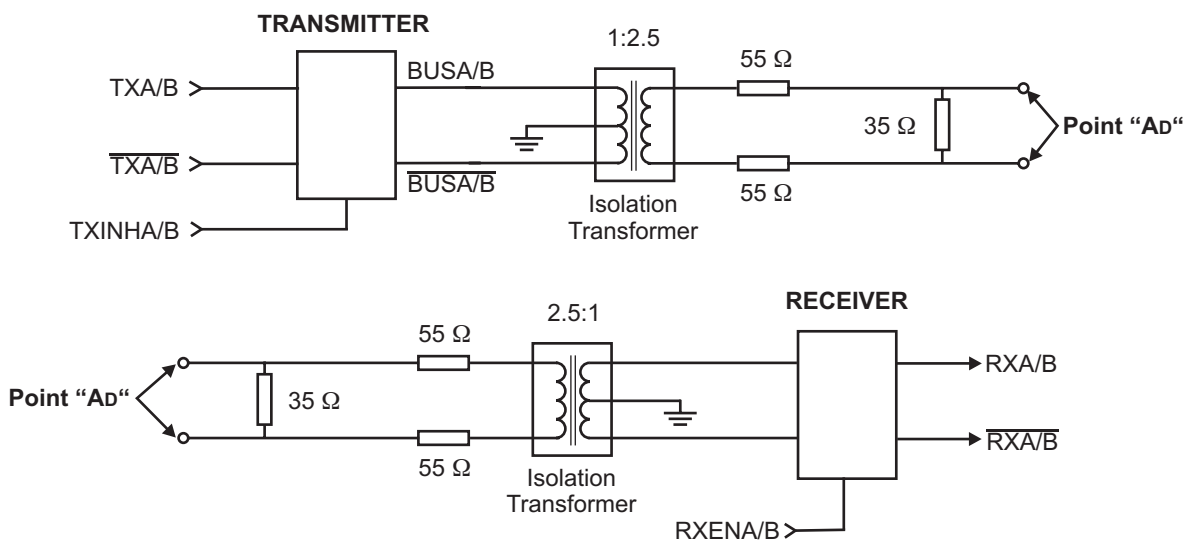 TRANSMITTER
1:2.5
55 Ω
TXA/B
BUSA/B
35 Ω
Point “AD“
TXA/B
BUSA/B
55 Ω
TXINHA/B
Isolation
Transformer
2.5:1
RECEIVER
55 Ω
RXA/B
Point “AD“
35 Ω
RXA/B
55 Ω
Isolation
Transformer
RXENA/B